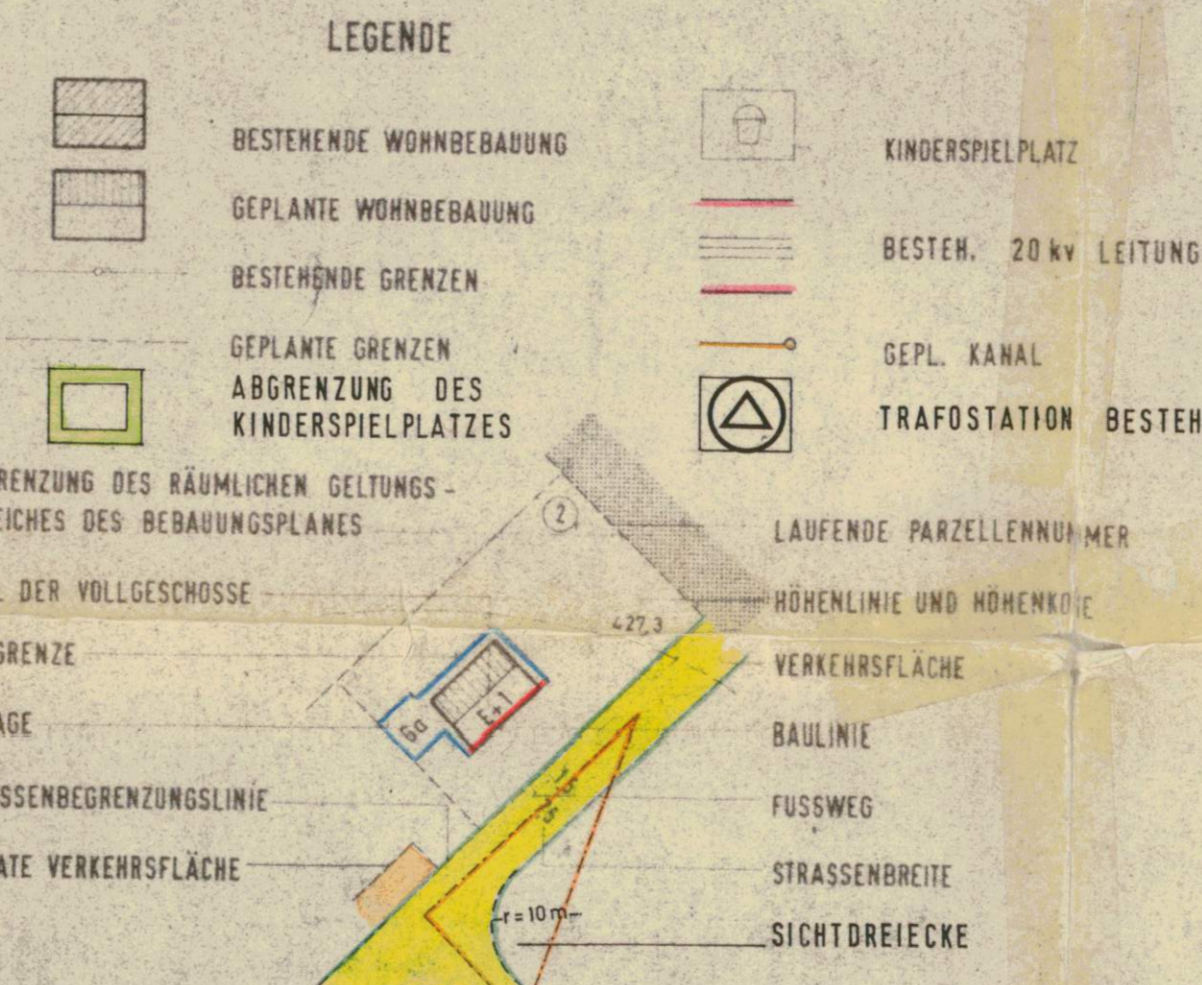 LEGENDE
BESTEHENDE WOHNBEBAUUNG
GEPLANTE WOHNBEBAUUNG
BESTEHENDE GRENZEN
GEPLANTE GRENZEN
ABGRENZUNG DES
KINDERSPIELPLATZES
RENZUNG DES RÄUMLICHEN GELTUNGS-
EICHES DES BEBAUUNGSPLANES
DER VOLLGESCHOSSE
GRENZE
AGE
SSENBEGRENZUNGSLINIE
ATE VERKEHRSFLÄCHE
KINDERSPIELPLATZ
BESTEH. 20 kv LEITUNG
GEPL. KANAL
TRAFOSTATION BESTEH
LAUFENDE PARZELLENNUMMER
HÖHENLINIE UND HÖHENKOTE
VERKEHRSFLÄCHE
BAULINIE
FUSSWEG
STRASSENBREITE
SICHTDREIECKE
2
427,3
Ga
E+1
r=10m